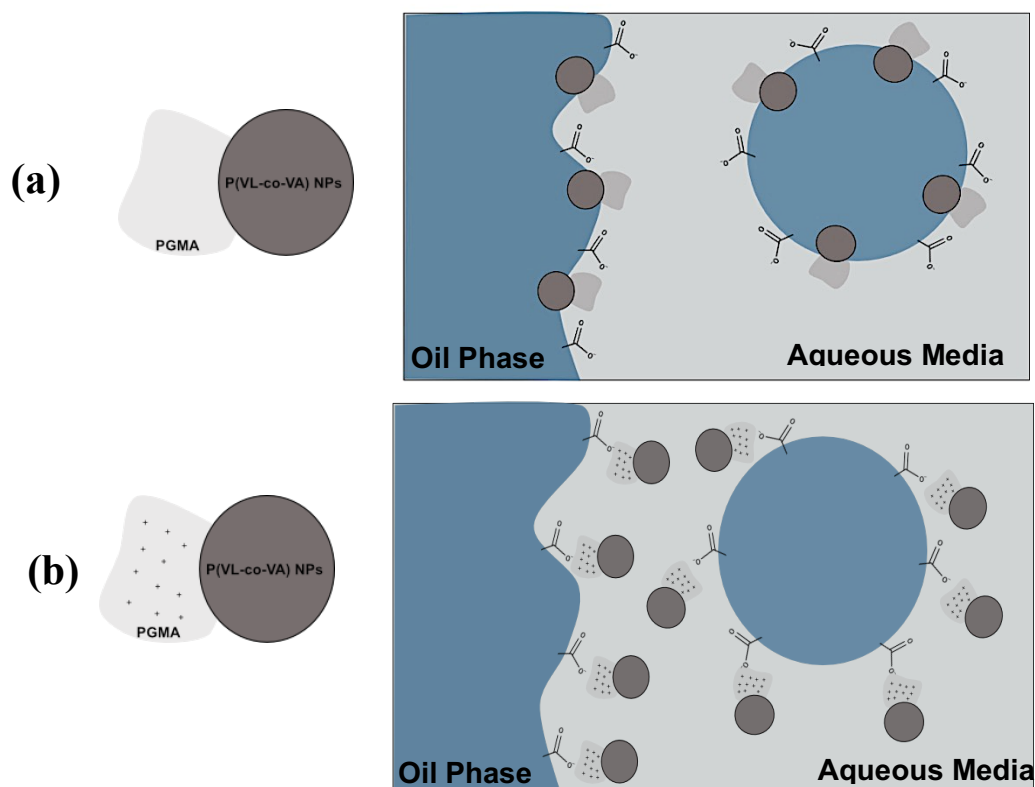 (a)
P(VL-co-VA) NPs
PGMA
Oil Phase
Aqueous Media
(b)
P(VL-co-VA) NPs
PGMA
Oil Phase
Aqueous Media